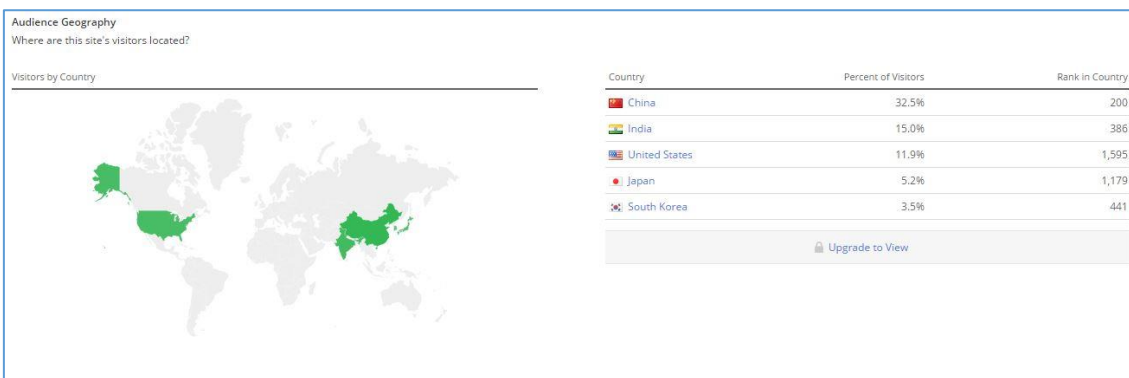 Audience Geography
Where are this site's visitors located?
Visitors by Country
Country Percent of Visitors Rank in Country
China 32.5% 200
India 15.0% 386
United States 11.9% 1,595
Japan 5.2% 1,179
South Korea 3.5% 441
Upgrade to View